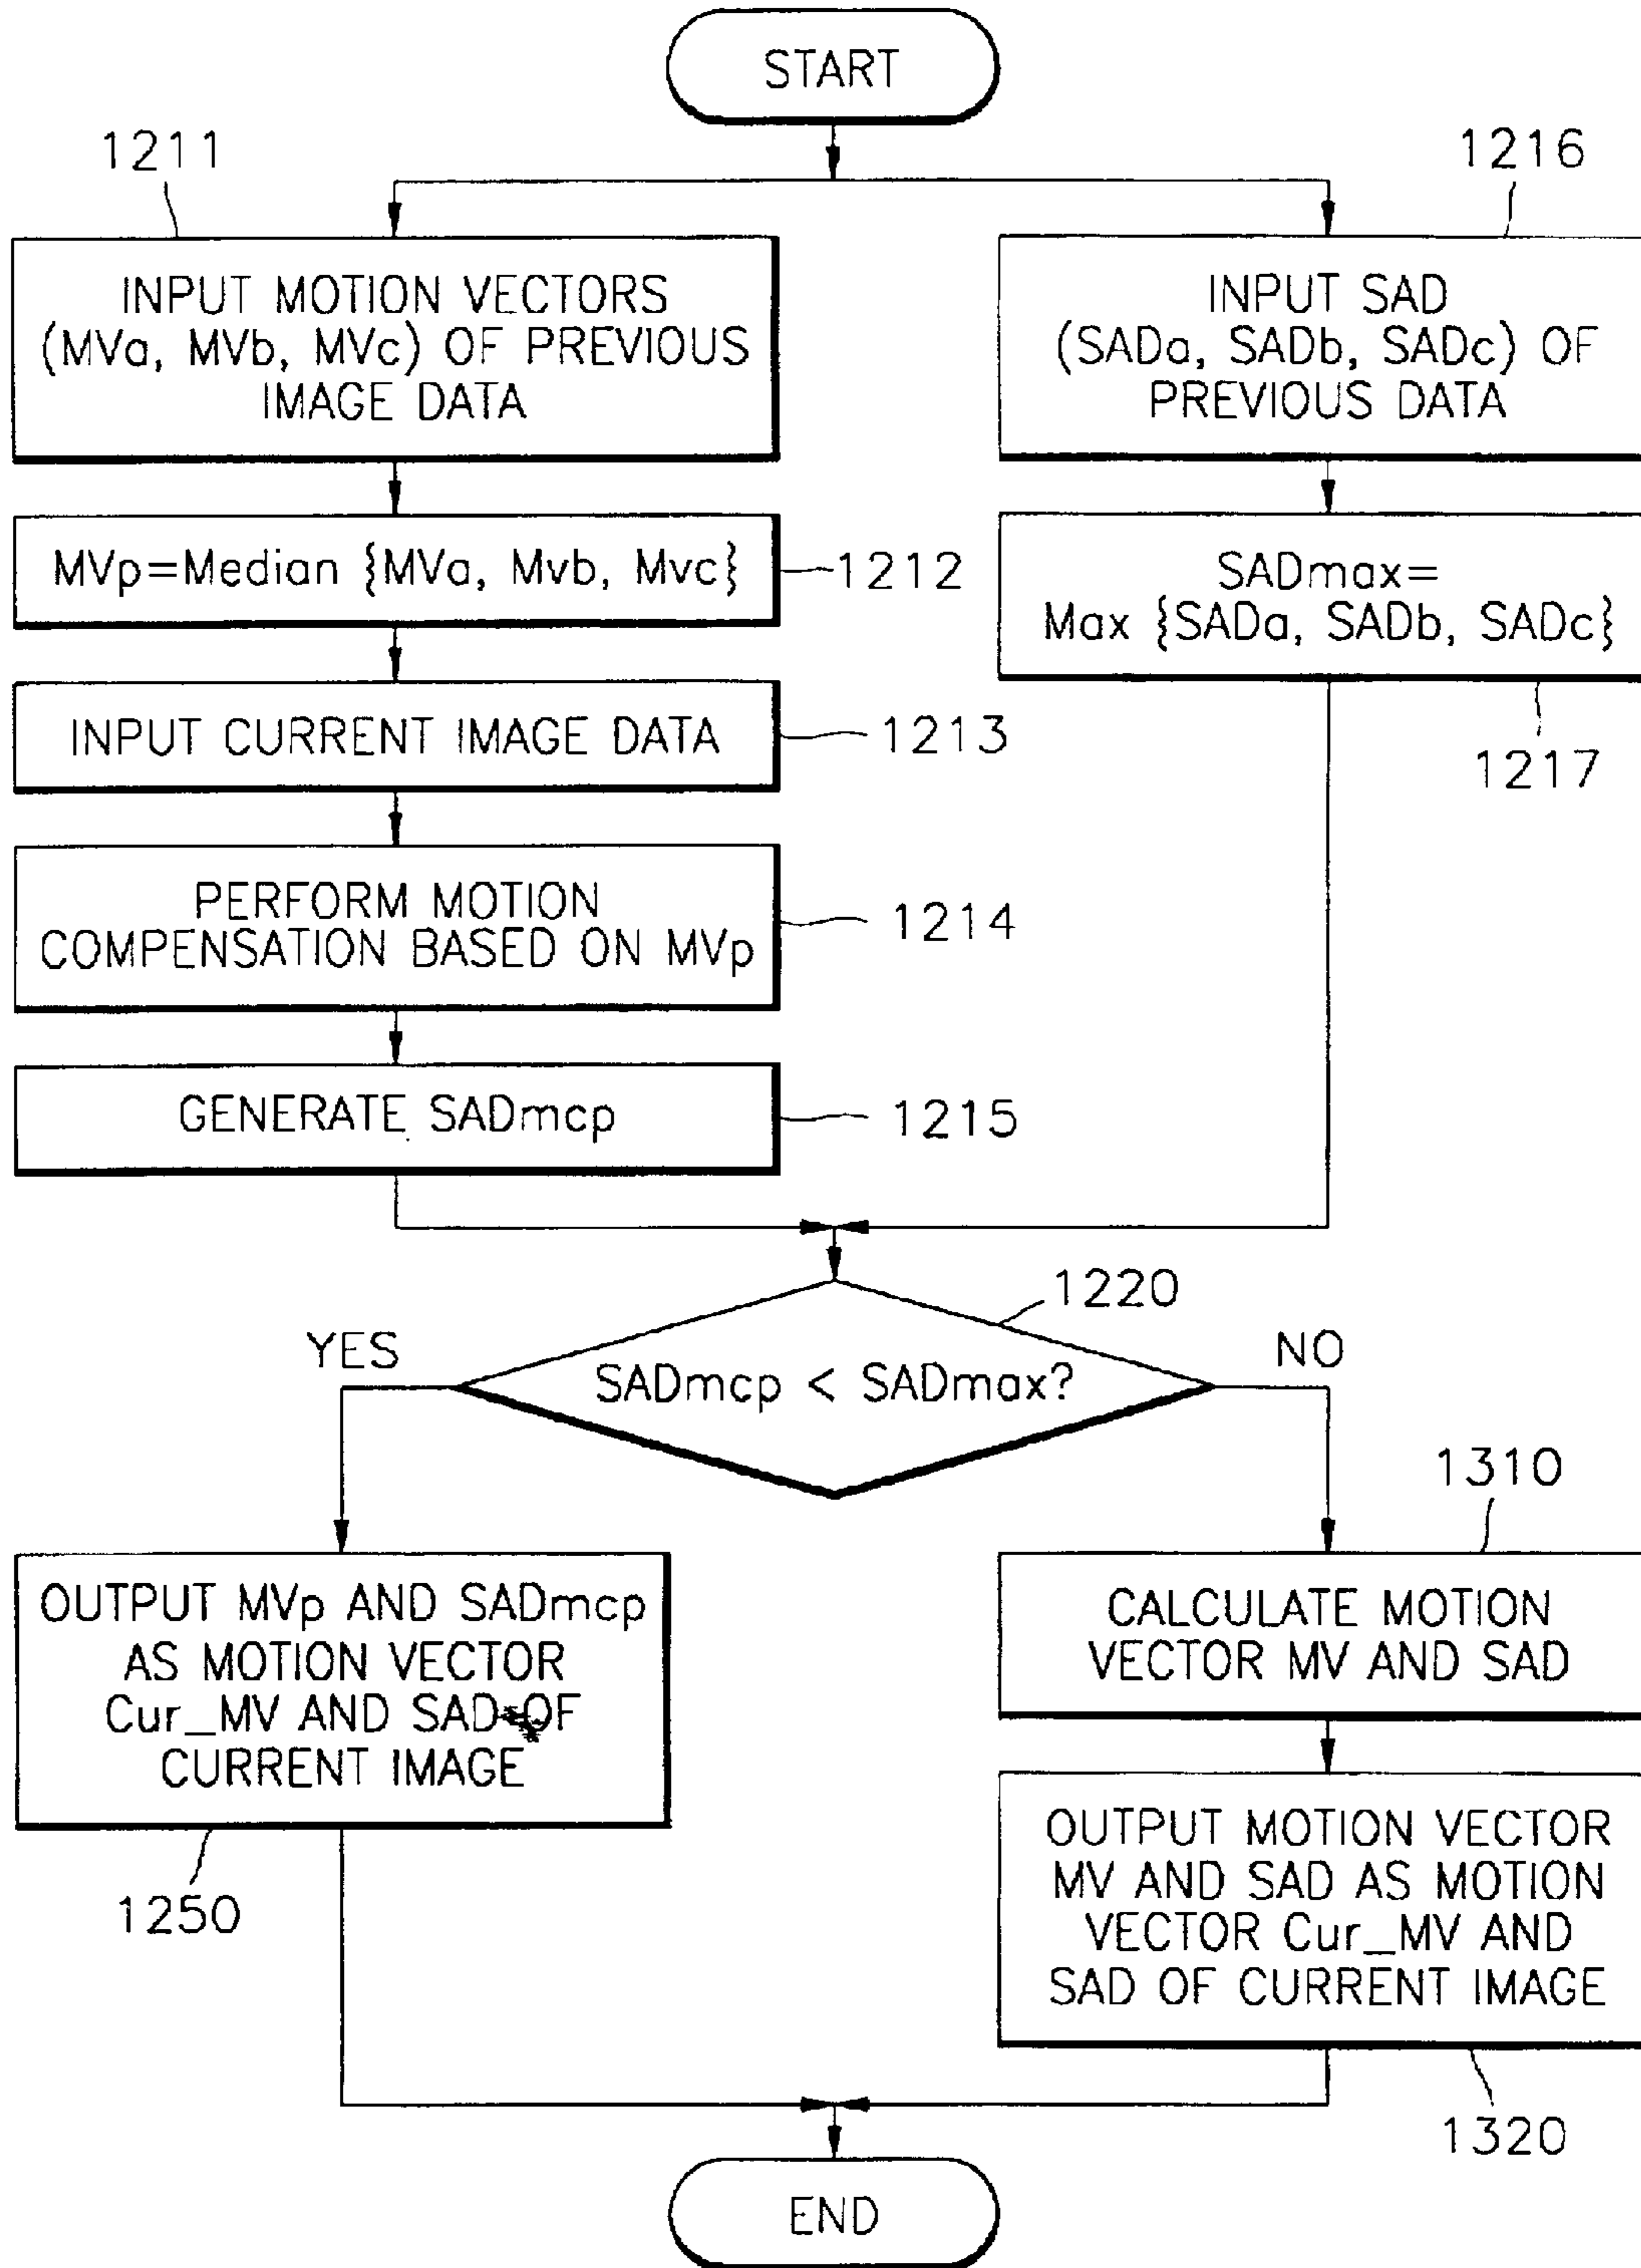 START
1211
1216
INPUT MOTION VECTORS
(MVa, MVb, MVc) OF PREVIOUS
IMAGE DATA
INPUT SAD
(SADa, SADb, SADc) OF
PREVIOUS DATA
MVp=Median {MVa, Mvb, Mvc}
1212
SADmax=
Max {SADa, SADb, SADc}
1217
INPUT CURRENT IMAGE DATA
1213
PERFORM MOTION
COMPENSATION BASED ON MVp
1214
GENERATE SADmcp
1215
1220
YES
SADmcp < SADmax?
NO
1310
OUTPUT MVp AND SADmcp
AS MOTION VECTOR
Cur_MV AND SAD OF
CURRENT IMAGE
1250
CALCULATE MOTION
VECTOR MV AND SAD
OUTPUT MOTION VECTOR
MV AND SAD AS MOTION
VECTOR Cur_MV AND
SAD OF CURRENT IMAGE
1320
END